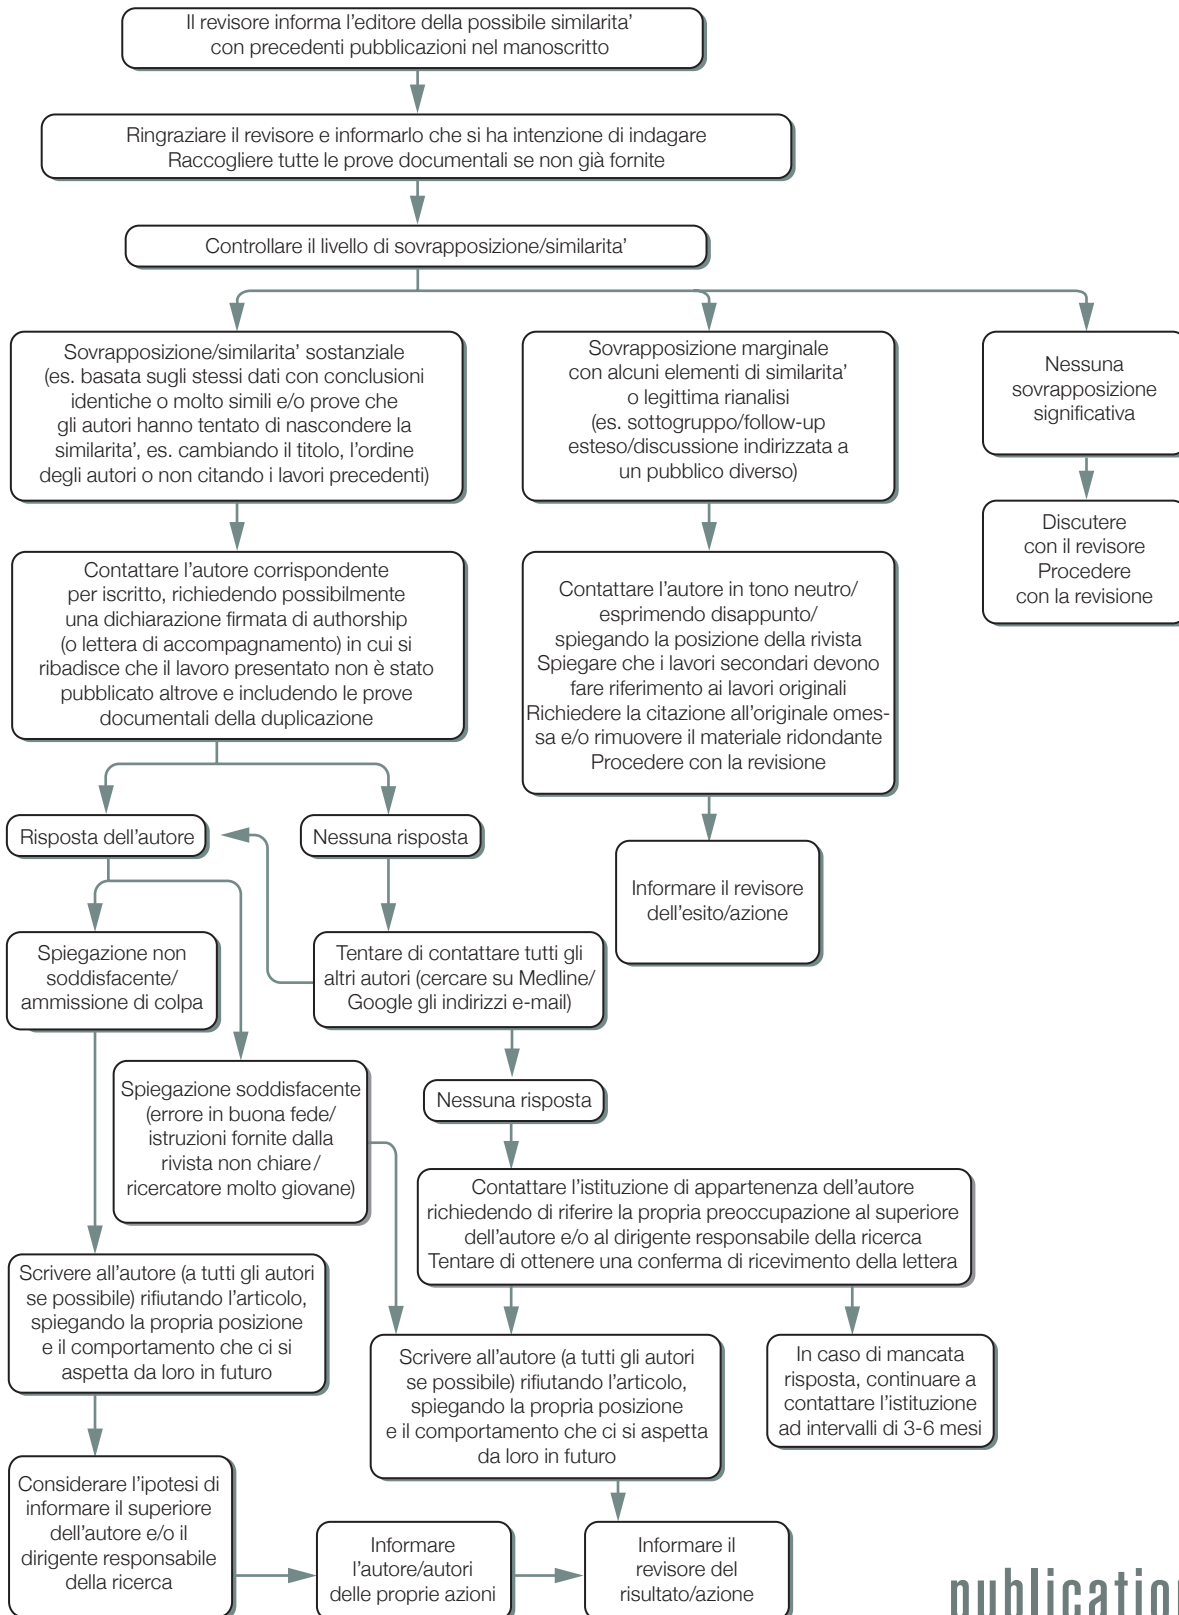 Il revisore informa l’editore della possibile similarita’
con precedenti pubblicazioni nel manoscritto
Ringraziare il revisore e informarlo che si ha intenzione di indagare
Raccogliere tutte le prove documentali se non già fornite
Controllare il livello di sovrapposizione/similarita’
Sovrapposizione/similarita’ sostanziale
(es. basata sugli stessi dati con conclusioni
identiche o molto simili e/o prove che
gli autori hanno tentato di nascondere la
similarita’, es. cambiando il titolo, l’ordine
degli autori o non citando i lavori precedenti)
Sovrapposizione marginale
con alcuni elementi di similarita’
o legittima rianalisi
(es. sottogruppo/follow-up
esteso/discussione indirizzata a
un pubblico diverso)
Nessuna
sovrapposizione
significativa
Contattare l’autore corrispondente
per iscritto, richiedendo possibilmente
una dichiarazione firmata di authorship
(o lettera di accompagnamento) in cui si
ribadisce che il lavoro presentato non è stato
pubblicato altrove e includendo le prove
documentali della duplicazione
Contattare l’autore in tono neutro/
esprimendo disappunto/
spiegando la posizione della rivista
Spiegare che i lavori secondari devono
fare riferimento ai lavori originali
Richiedere la citazione all’originale omes-
sa e/o rimuovere il materiale ridondante
Procedere con la revisione
Discutere
con il revisore
Procedere
con la revisione
Risposta dell’autore
Nessuna risposta
Informare il revisore
dell’esito/azione
Spiegazione non
soddisfacente/
ammissione di colpa
Tentare di contattare tutti gli
altri autori (cercare su Medline/
Google gli indirizzi e-mail)
Spiegazione soddisfacente
(errore in buona fede/
istruzioni fornite dalla
rivista non chiare/
ricercatore molto giovane)
Nessuna risposta
Contattare l’istituzione di appartenenza dell’autore
richiedendo di riferire la propria preoccupazione al superiore
dell’autore e/o al dirigente responsabile della ricerca
Tentare di ottenere una conferma di ricevimento della lettera
Scrivere all’autore (a tutti gli autori
se possibile) rifiutando l’articolo,
spiegando la propria posizione
e il comportamento che ci si
aspetta da loro in futuro
Scrivere all’autore (a tutti gli autori
se possibile) rifiutando l’articolo,
spiegando la propria posizione
e il comportamento che ci si aspetta
da loro in futuro
In caso di mancata
risposta, continuare a
contattare l’istituzione
ad intervalli di 3-6 mesi
Considerare l’ipotesi di
informare il superiore
dell’autore e/o il
dirigente responsabile
della ricerca
Informare
l’autore/autori
delle proprie azioni
Informare il
revisore del
risultato/azione
publication